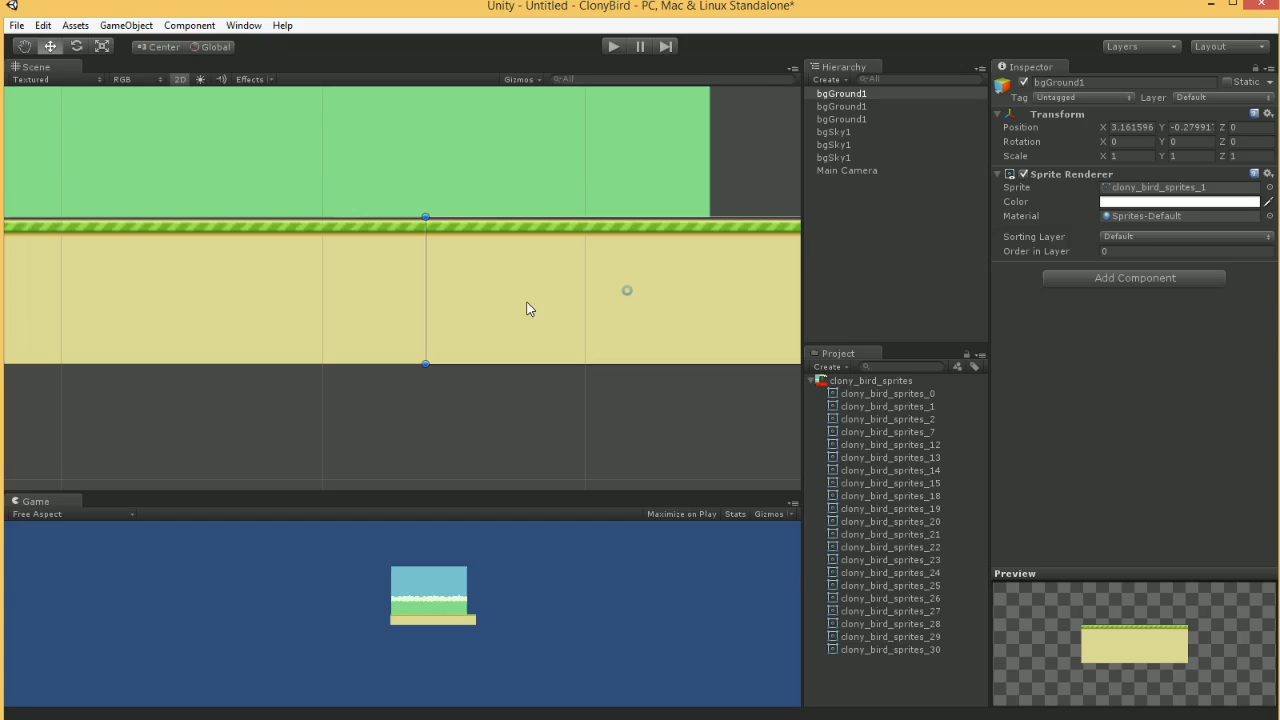 Unity - Untitled - ClonyBird - PC, Mac & Linux Standalone*
File Edit Assets GameObject Component Window Help
Center Global Layers Layout
Scene
Textured RGB 2D Effects Gizmos All
Hierarchy
Create All
bgGround1
bgGround1
bgGround1
bgSky1
bgSky1
bgSky1
Main Camera
Inspector
bgGround1 Static
Tag Untagged Layer Default
Transform
Position X 3.161596 Y -0.27991 Z 0
Rotation X 0 Y 0 Z 0
Scale X 1 Y 1 Z 1
Sprite Renderer
Sprite clony_bird_sprites_1
Color
Material Sprites-Default
Sorting Layer Default
Order in Layer 0
Add Component
Project
Create
clony_bird_sprites
clony_bird_sprites_0
clony_bird_sprites_1
clony_bird_sprites_2
clony_bird_sprites_7
clony_bird_sprites_12
clony_bird_sprites_13
clony_bird_sprites_14
clony_bird_sprites_15
clony_bird_sprites_18
clony_bird_sprites_19
clony_bird_sprites_20
clony_bird_sprites_21
clony_bird_sprites_22
clony_bird_sprites_23
clony_bird_sprites_24
clony_bird_sprites_25
clony_bird_sprites_26
clony_bird_sprites_27
clony_bird_sprites_28
clony_bird_sprites_29
clony_bird_sprites_30
Game
Free Aspect Maximize on Play Stats Gizmos
Preview